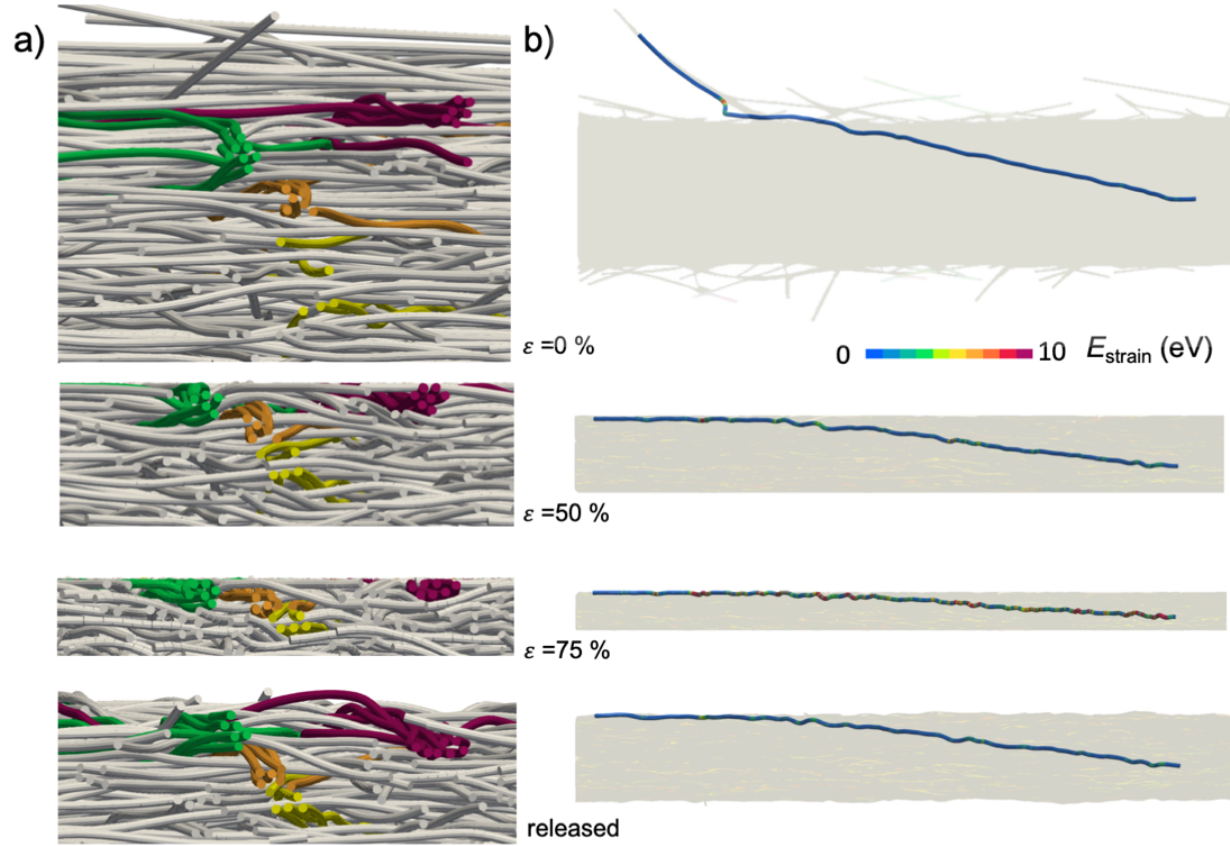 a)
b)
ε =0 %
0 10 E_strain (eV)
ε =50 %
ε =75 %
released